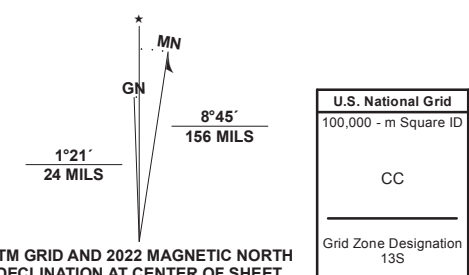 MN
GN
8°45´
156 MILS
1°21´
24 MILS
TM GRID AND 2022 MAGNETIC NORTH
DECLINATION AT CENTER OF SHEET
U.S. National Grid
100,000 - m Square ID
CC
Grid Zone Designation
13S